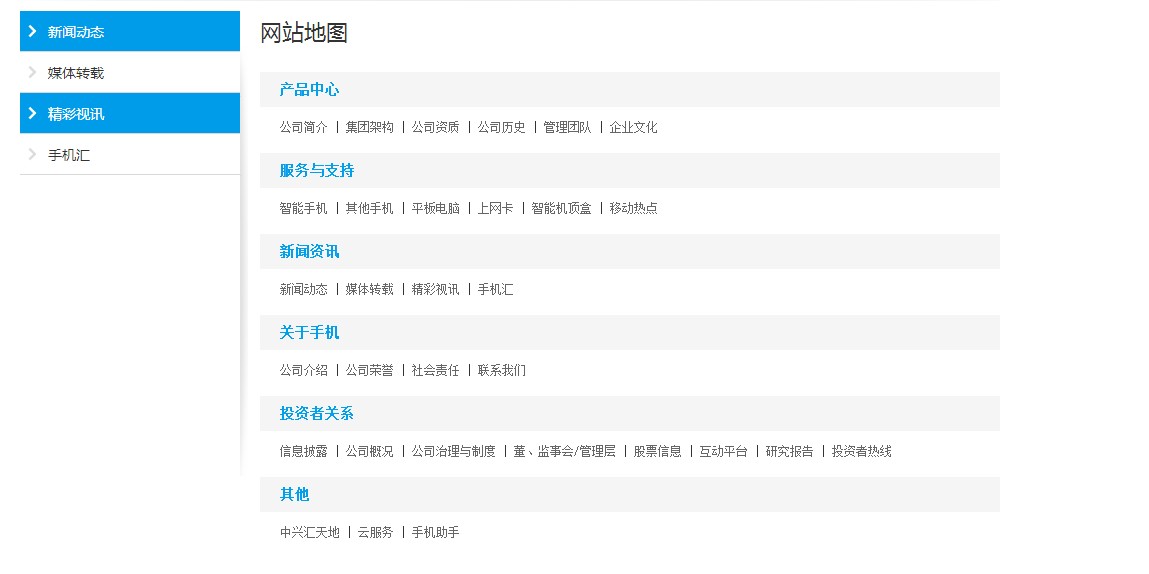 新闻动态
媒体转载
精彩视讯
手机汇
网站地图
产品中心
公司简介 | 集团架构 | 公司资质 | 公司历史 | 管理团队 | 企业文化
服务与支持
智能手机 | 其他手机 | 平板电脑 | 上网卡 | 智能机顶盒 | 移动热点
新闻资讯
新闻动态 | 媒体转载 | 精彩视讯 | 手机汇
关于手机
公司介绍 | 公司荣誉 | 社会责任 | 联系我们
投资者关系
信息披露 | 公司概况 | 公司治理与制度 | 董、监事会/管理层 | 股票信息 | 互动平台 | 研究报告 | 投资者热线
其他
中兴汇天地 | 云服务 | 手机助手